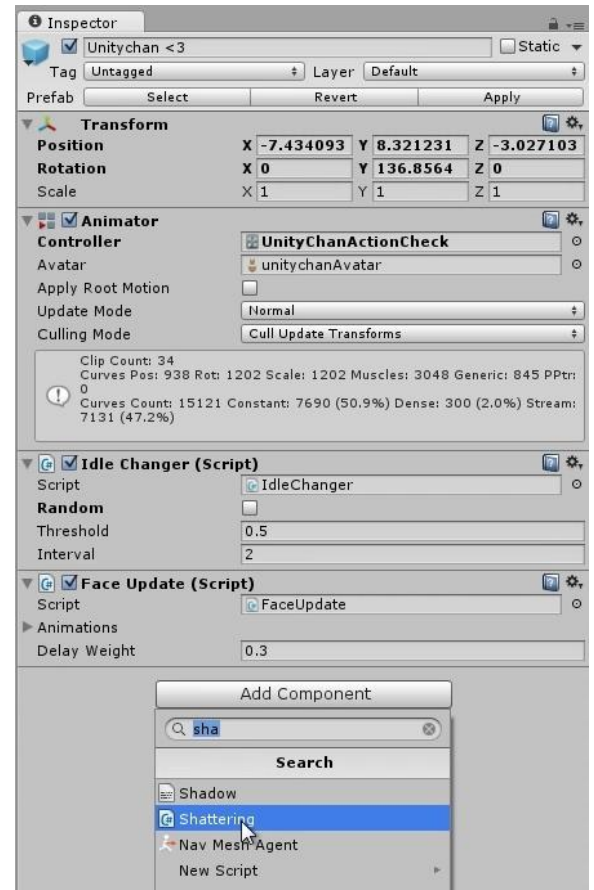 Inspector
Unitychan <3 Static
Tag Untagged Layer Default
Prefab Select Revert Apply
Transform
Position X -7.434093 Y 8.321231 Z -3.027103
Rotation X 0 Y 136.8564 Z 0
Scale X 1 Y 1 Z 1
Animator
Controller UnityChanActionCheck
Avatar unitychanAvatar
Apply Root Motion
Update Mode Normal
Culling Mode Cull Update Transforms
Clip Count: 34
Curves Pos: 938 Rot: 1202 Scale: 1202 Muscles: 3048 Generic: 845 PPtr:
0
Curves Count: 15121 Constant: 7690 (50.9%) Dense: 300 (2.0%) Stream:
7131 (47.2%)
Idle Changer (Script)
Script IdleChanger
Random
Threshold 0.5
Interval 2
Face Update (Script)
Script FaceUpdate
Animations
Delay Weight 0.3
Add Component
sha
Search
Shadow
Shattering
Nav Mesh Agent
New Script